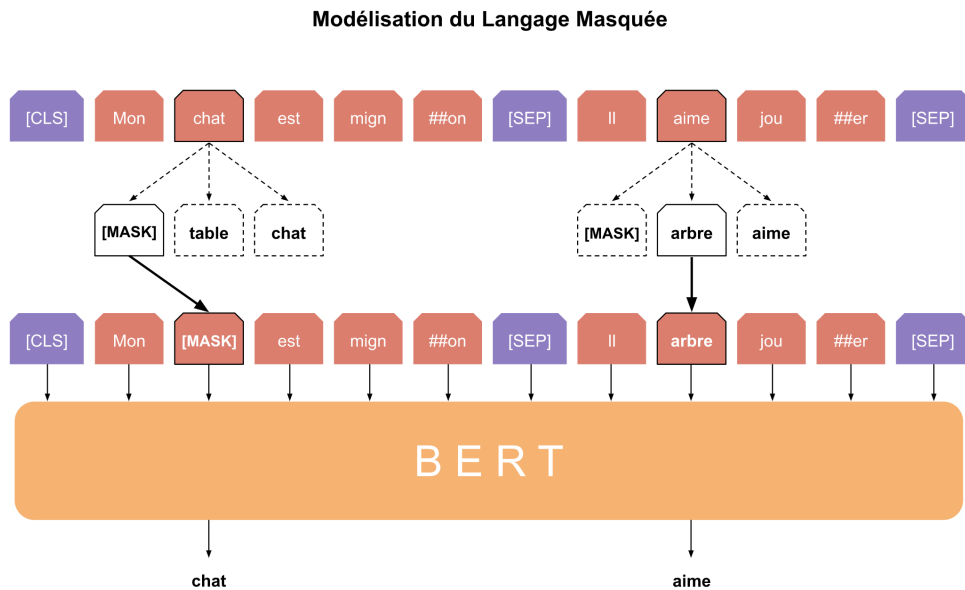 Modélisation du Langage Masquée
[CLS] Mon chat est mign ##on [SEP] Il aime jou ##er [SEP]
[MASK] table chat [MASK] arbre aime
[CLS] Mon [MASK] est mign ##on [SEP] Il arbre jou ##er [SEP]
BERT
chat aime